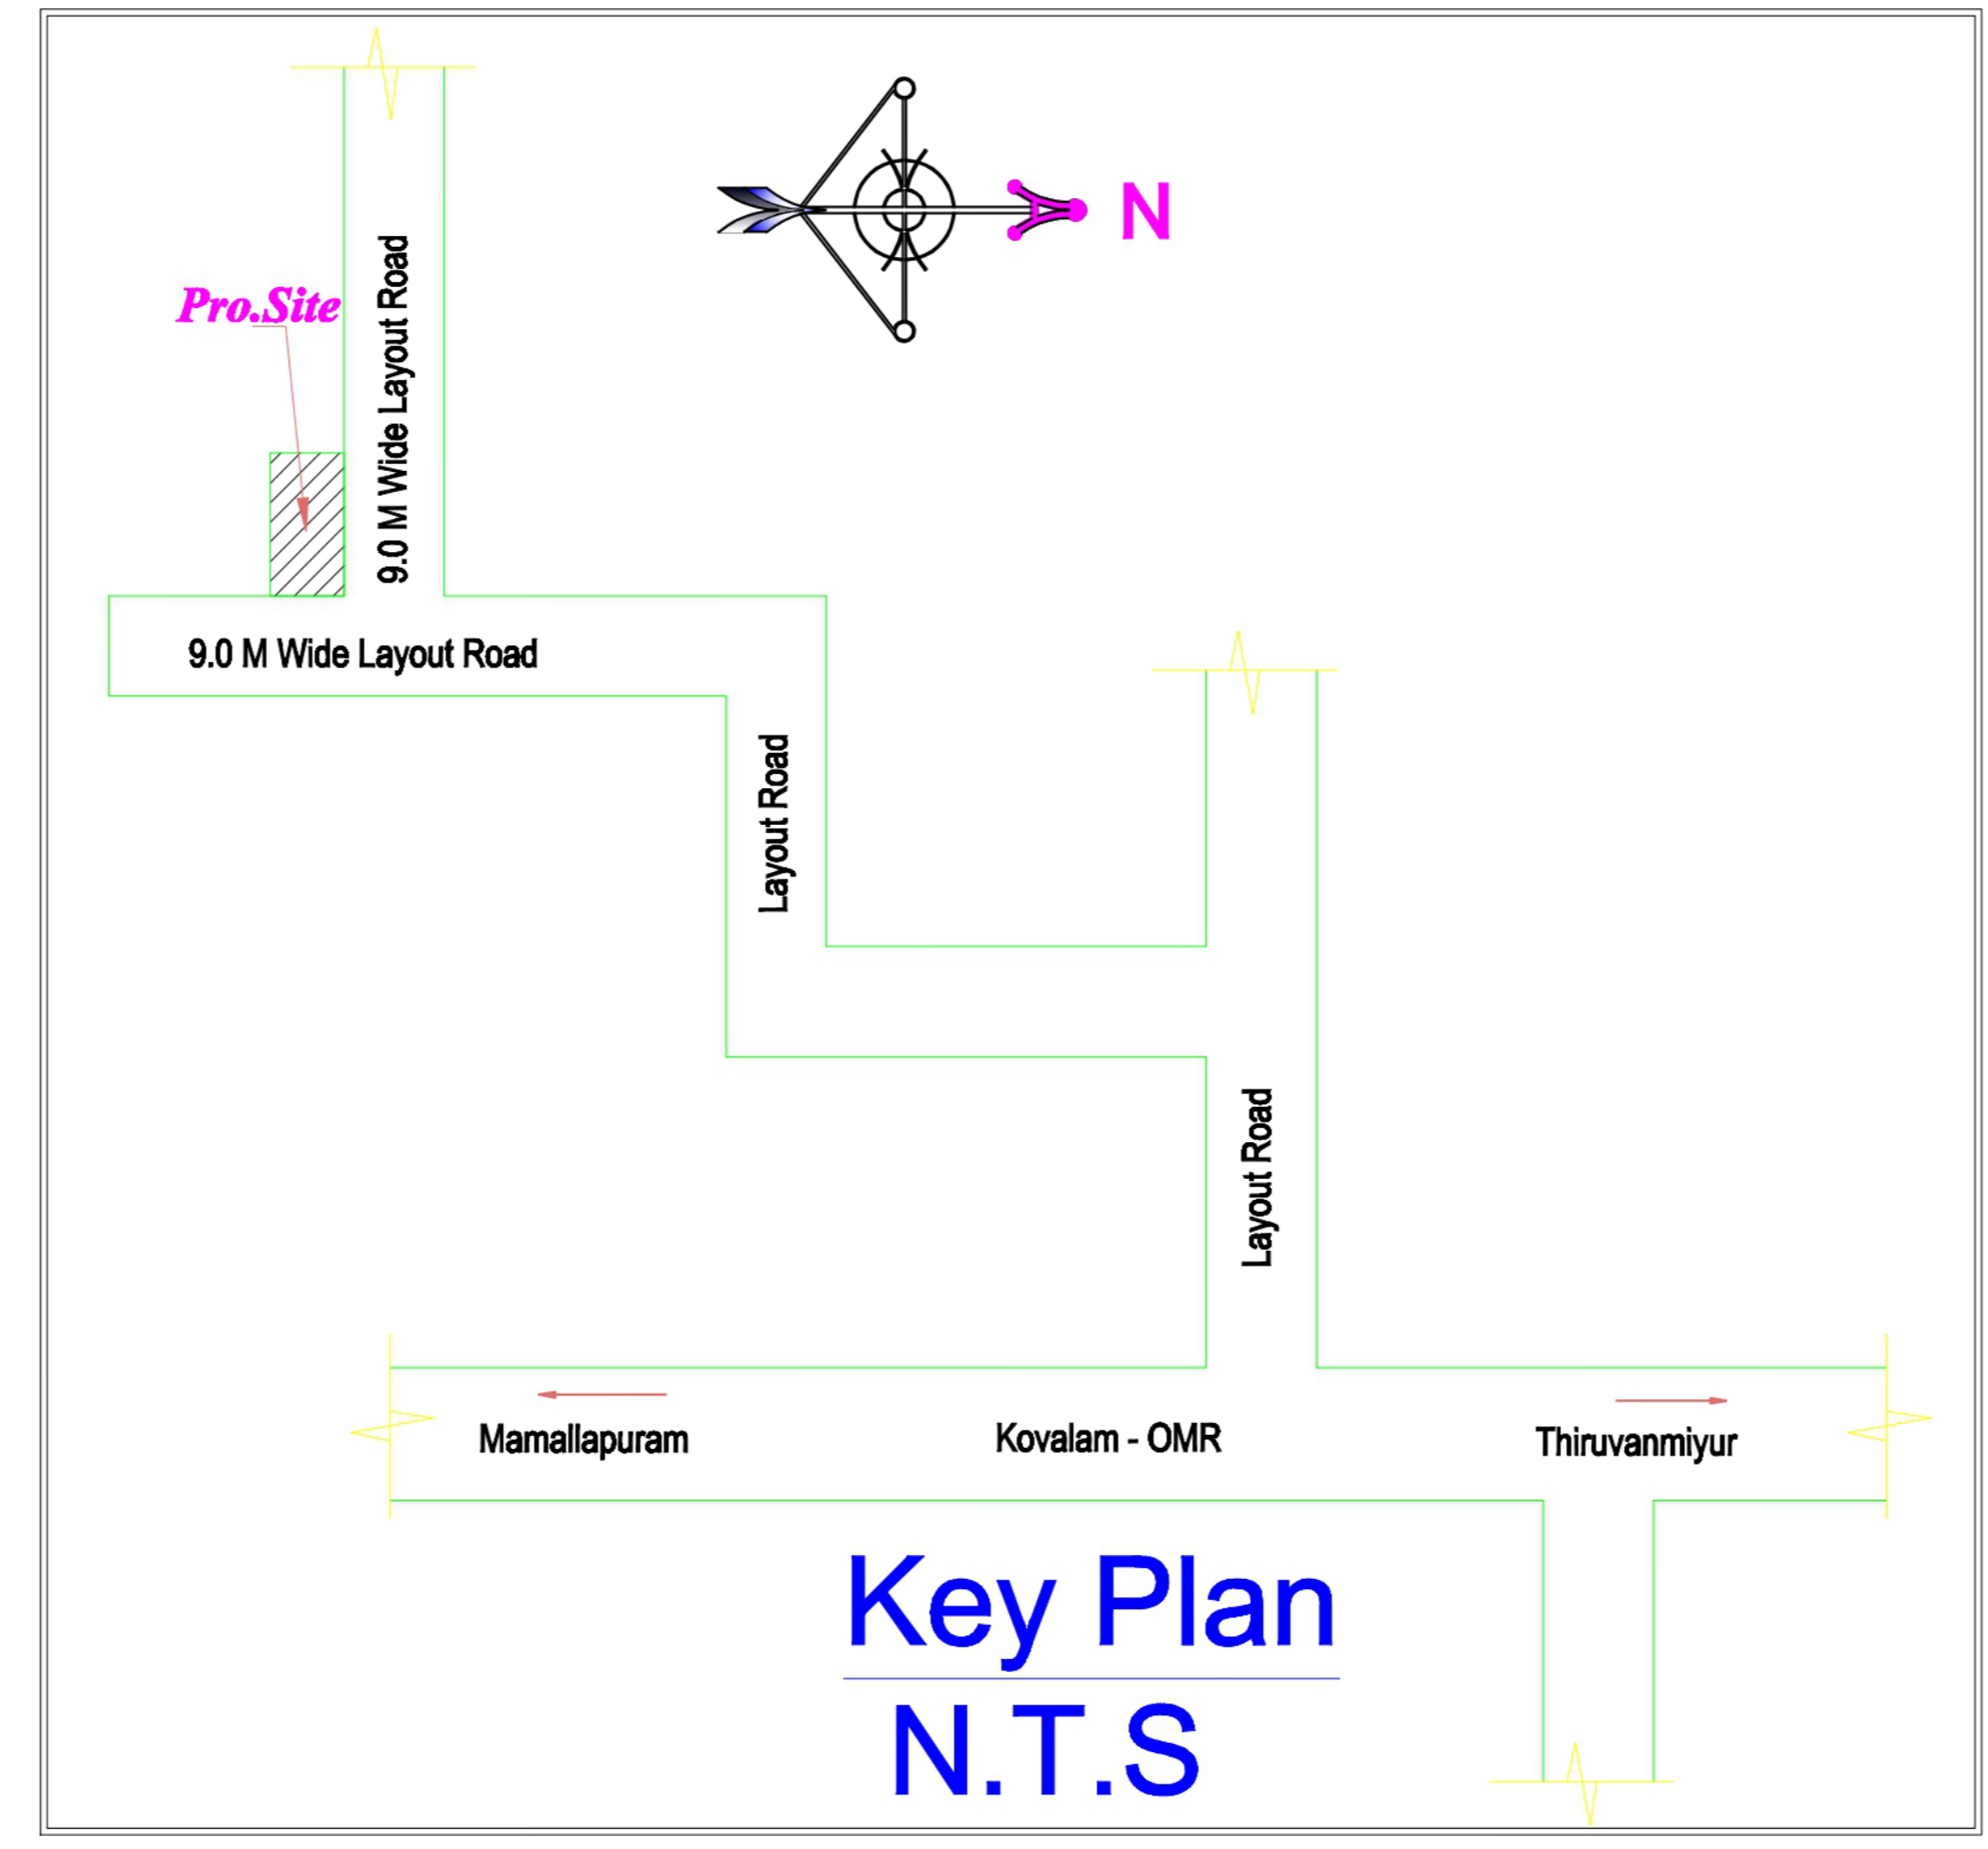 N
Pro.Site
9.0 M Wide Layout Road
9.0 M Wide Layout Road
Layout Road
Layout Road
Mamallapuram
Kovalam - OMR
Thiruvanmiyur
Key Plan
N.T.S